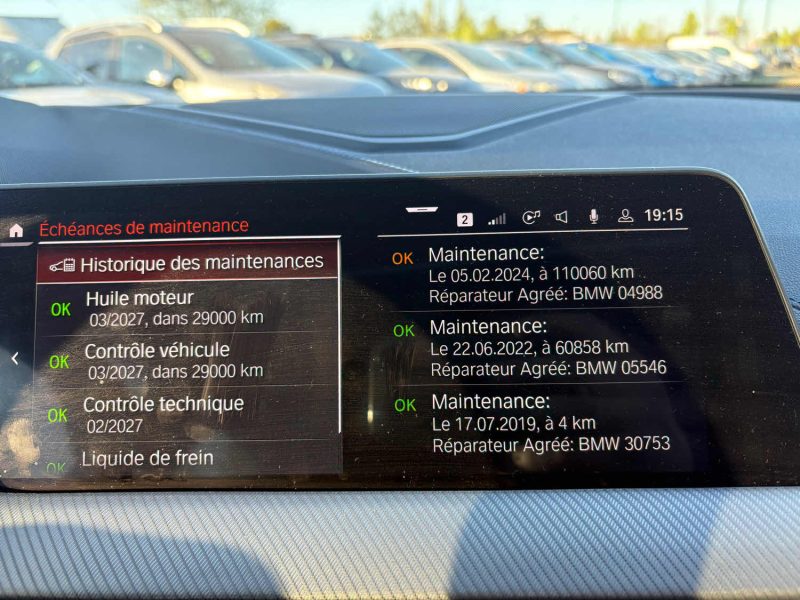 2
19:15
Échéances de maintenance
Historique des maintenances
OK Huile moteur
03/2027, dans 29000 km
OK Contrôle véhicule
03/2027, dans 29000 km
OK Contrôle technique
02/2027
OK Liquide de frein
OK Maintenance:
Le 05.02.2024, à 110060 km
Réparateur Agréé: BMW 04988
OK Maintenance:
Le 22.06.2022, à 60858 km
Réparateur Agréé: BMW 05546
OK Maintenance:
Le 17.07.2019, à 4 km
Réparateur Agréé: BMW 30753